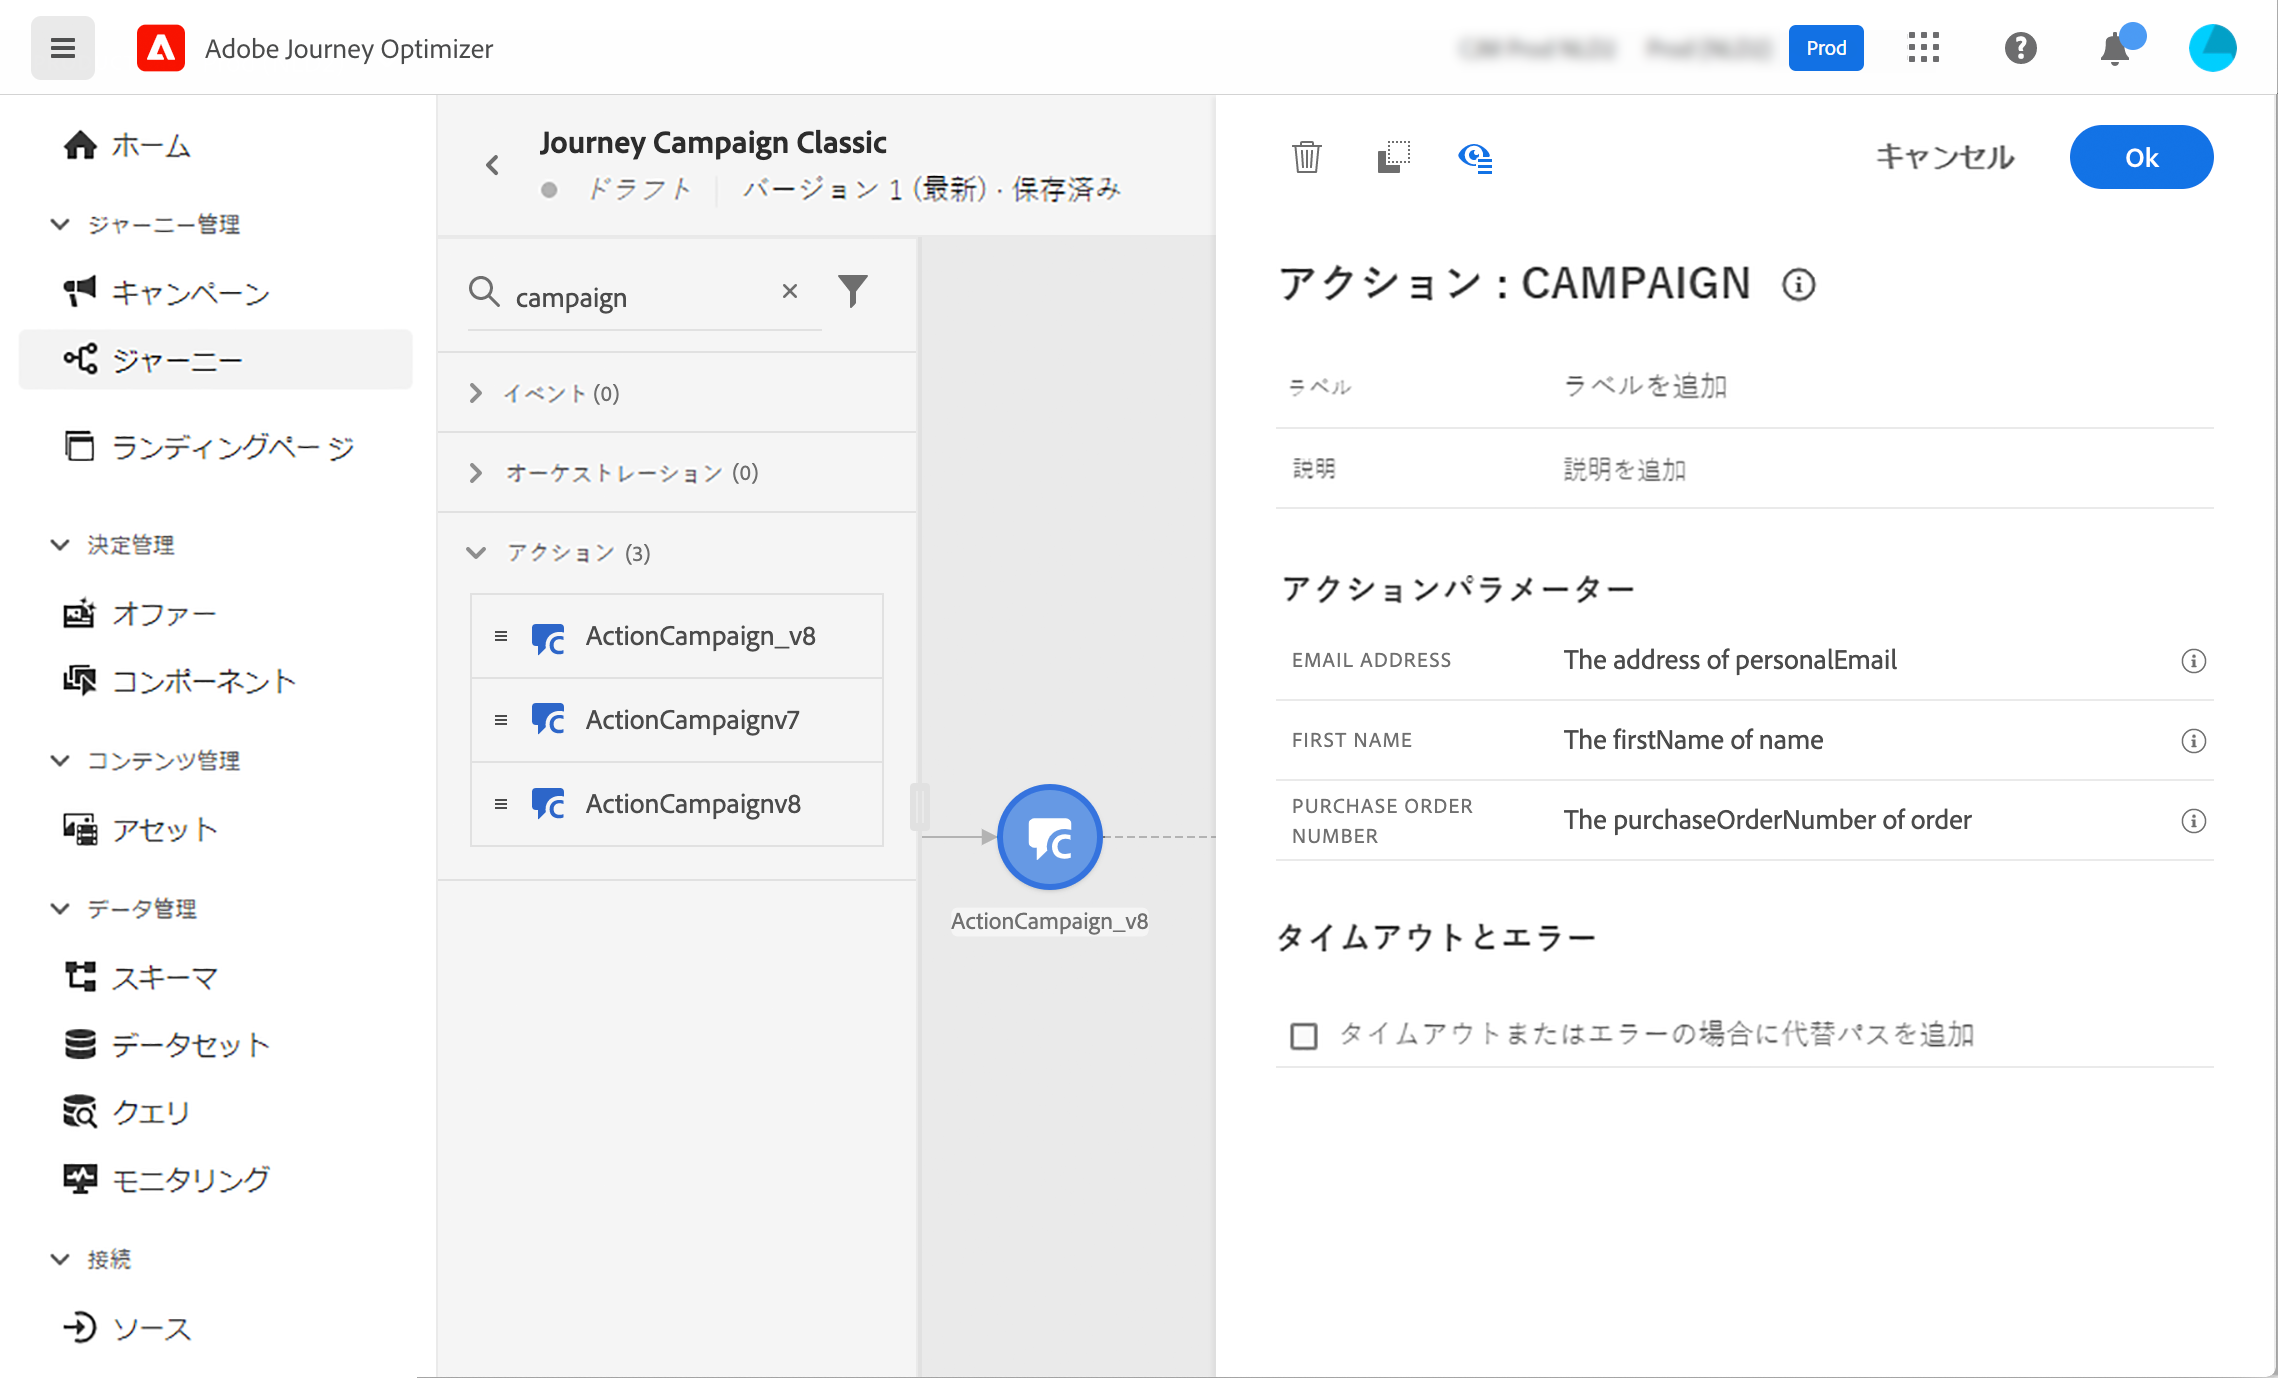 Adobe Journey Optimizer
Prod
ホーム
ジャーニー管理
キャンペーン
ジャーニー
ランディングページ
決定管理
オファー
コンポーネント
コンテンツ管理
アセット
データ管理
スキーマ
データセット
クエリ
モニタリング
接続
ソース
Journey Campaign Classic
ドラフト バージョン 1 (最新) · 保存済み
campaign
イベント (0)
オーケストレーション (0)
アクション (3)
ActionCampaign_v8
ActionCampaignv7
ActionCampaignv8
ActionCampaign_v8
キャンセル Ok
アクション : CAMPAIGN
ラベル ラベルを追加
説明 説明を追加
アクションパラメーター
EMAIL ADDRESS The address of personalEmail
FIRST NAME The firstName of name
PURCHASE ORDER NUMBER The purchaseOrderNumber of order
タイムアウトとエラー
タイムアウトまたはエラーの場合に代替パスを追加